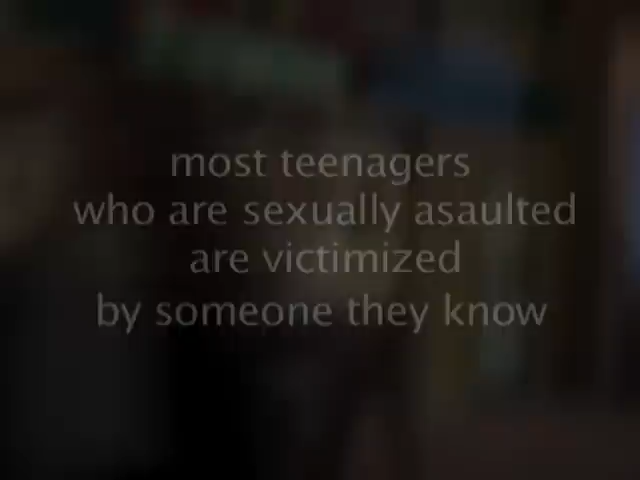 most teenagers
who are sexually asaulted
are victimized
by someone they know